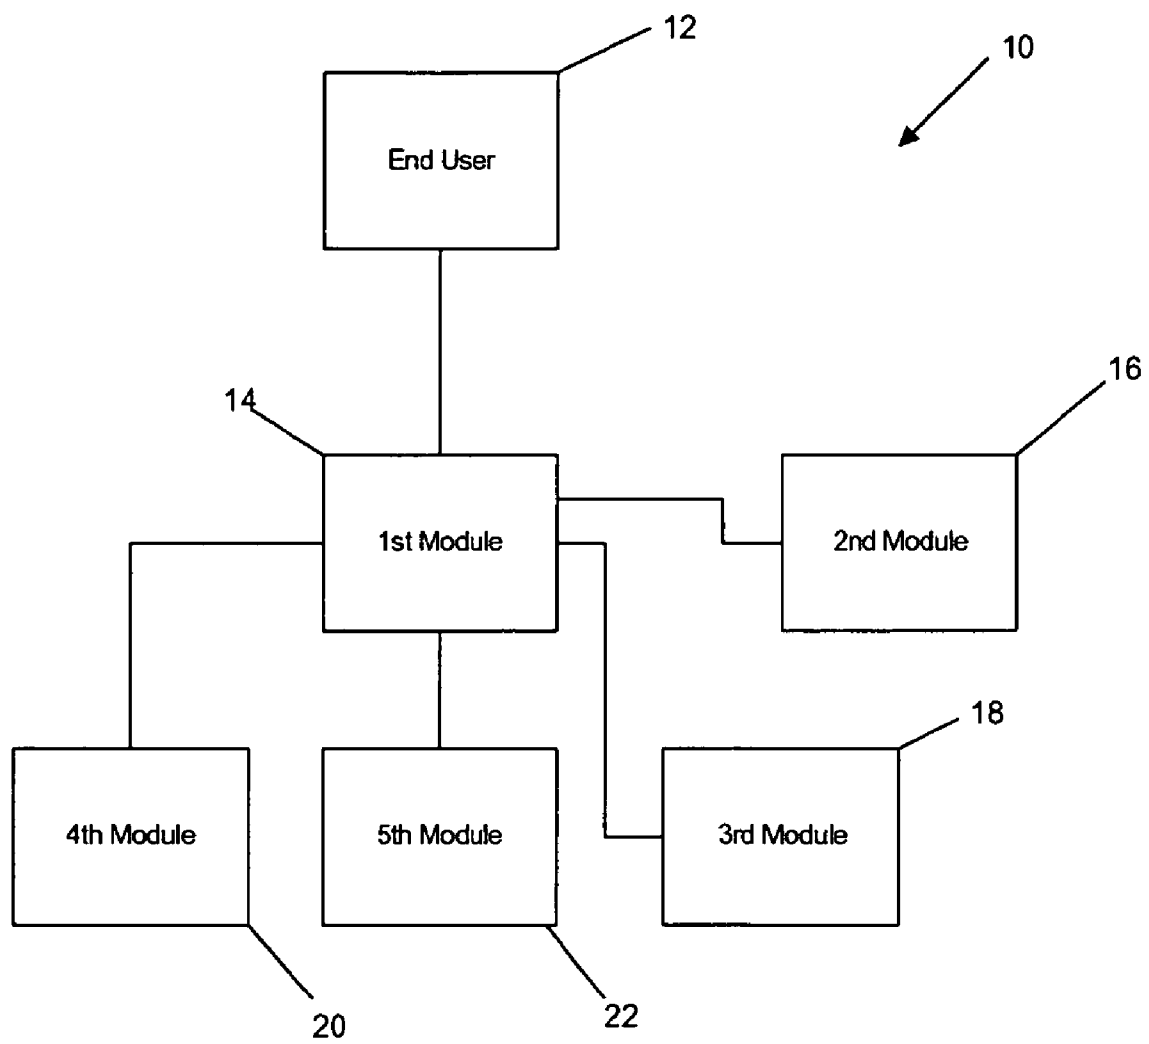 12
10
End User
14
16
1st Module
2nd Module
18
4th Module
5th Module
3rd Module
20
22